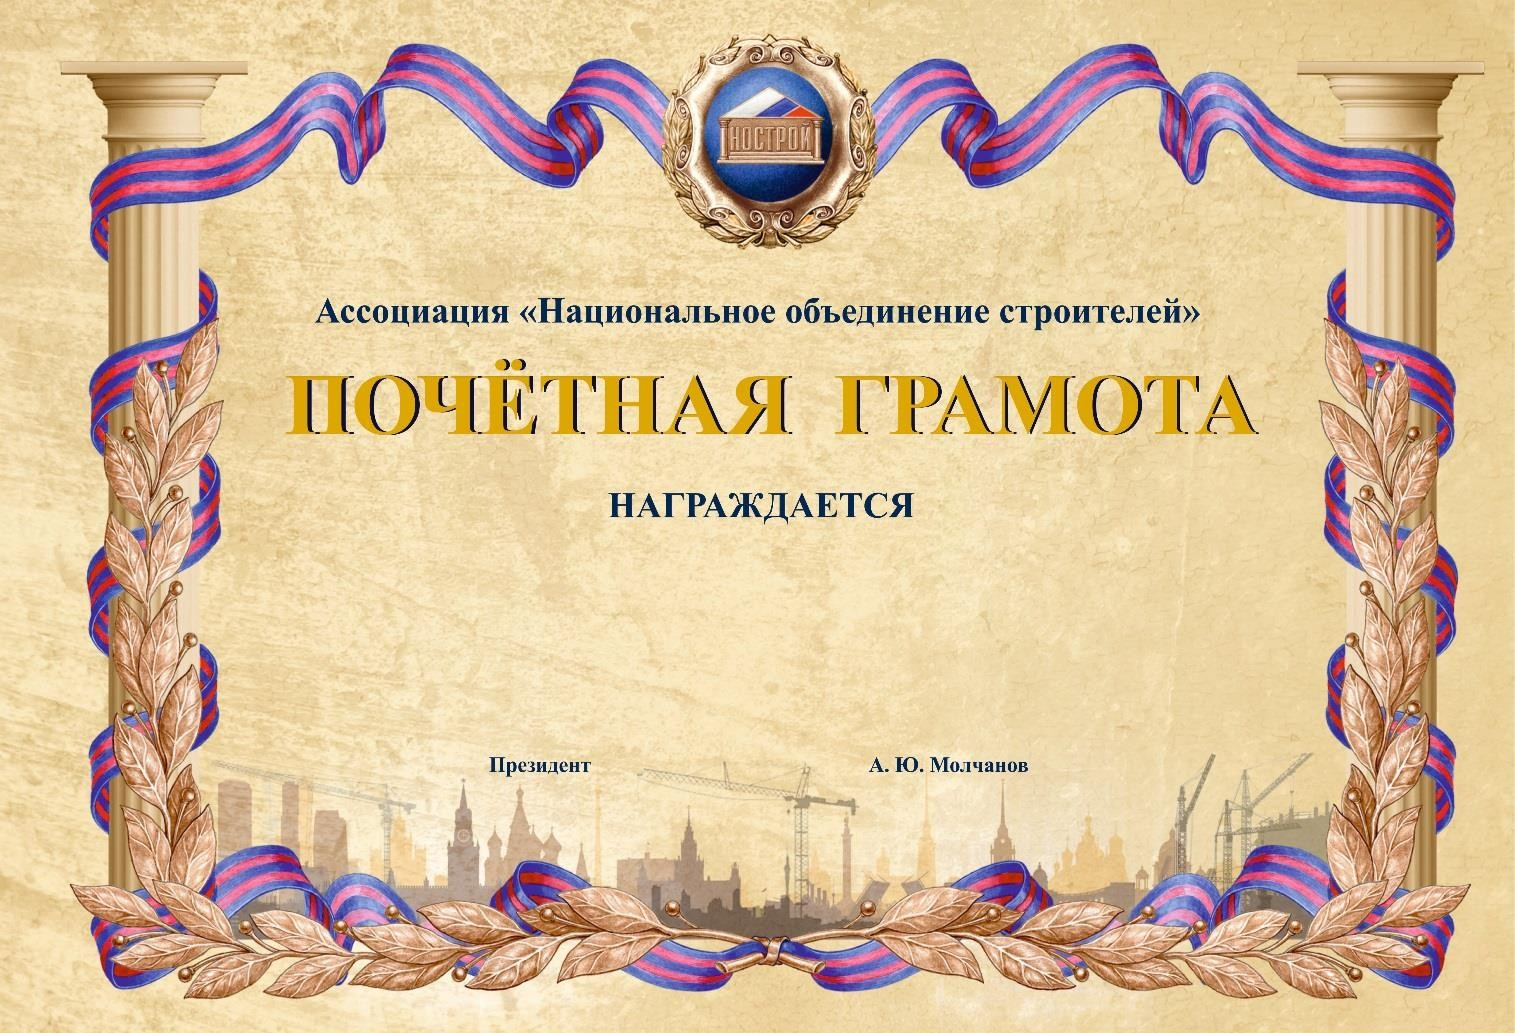 НОСТРОЙ
Ассоциация «Национальное объединение строителей»
ПОЧЁТНАЯ ГРАМОТА
НАГРАЖДАЕТСЯ
Президент А. Ю. Молчанов